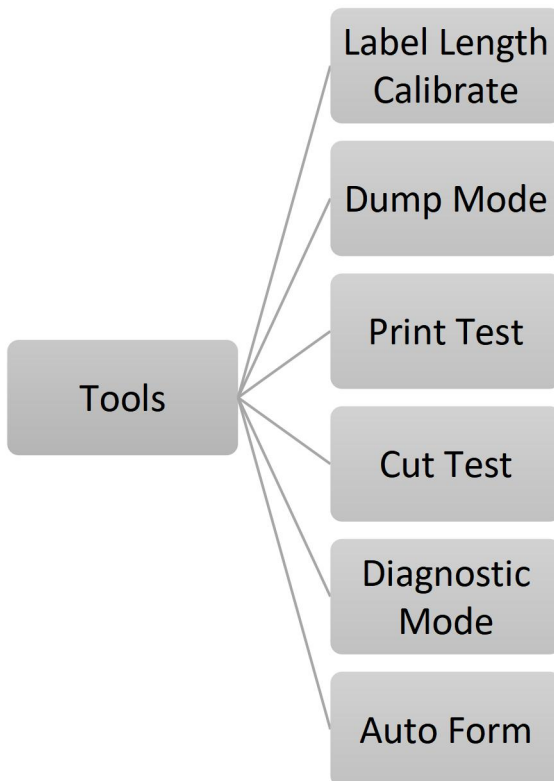 Label Length
Calibrate
Dump Mode
Print Test
Tools
Cut Test
Diagnostic
Mode
Auto Form